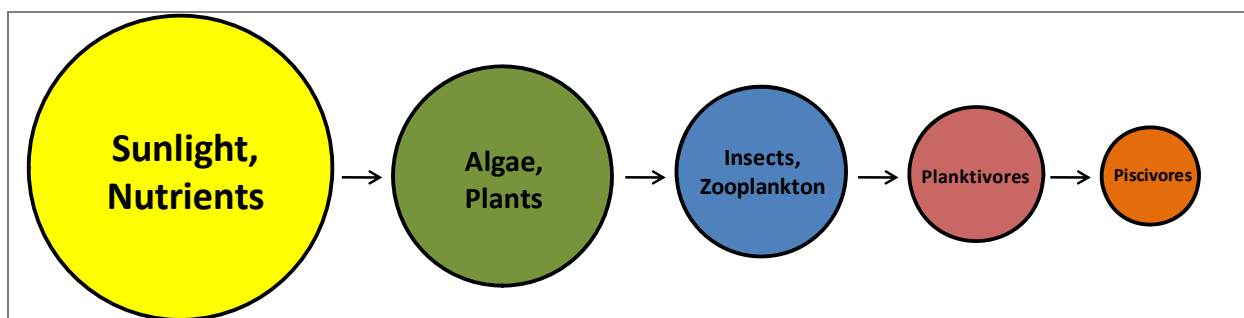 Sunlight,
Nutrients
Algae,
Plants
Insects,
Zooplankton
Planktivores
Piscivores